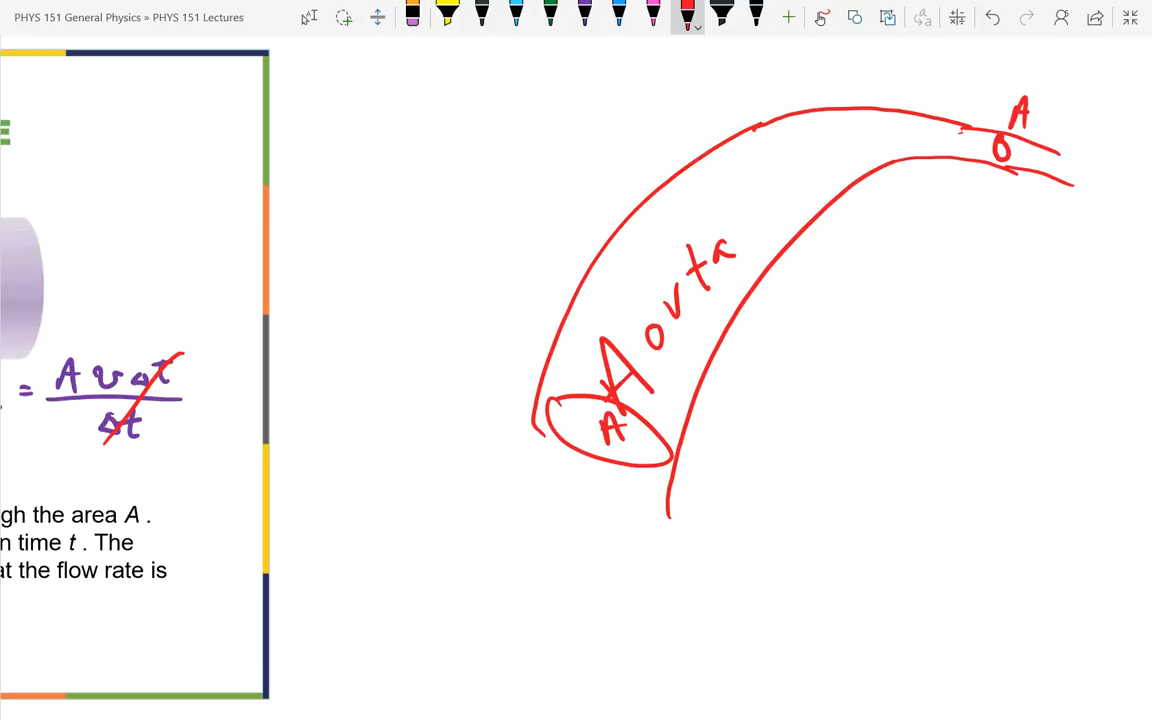 PHYS 151 General Physics » PHYS 151 Lectures
A
Aorta
A
= A v Δt
Δt
gh the area A .
n time t . The
at the flow rate is